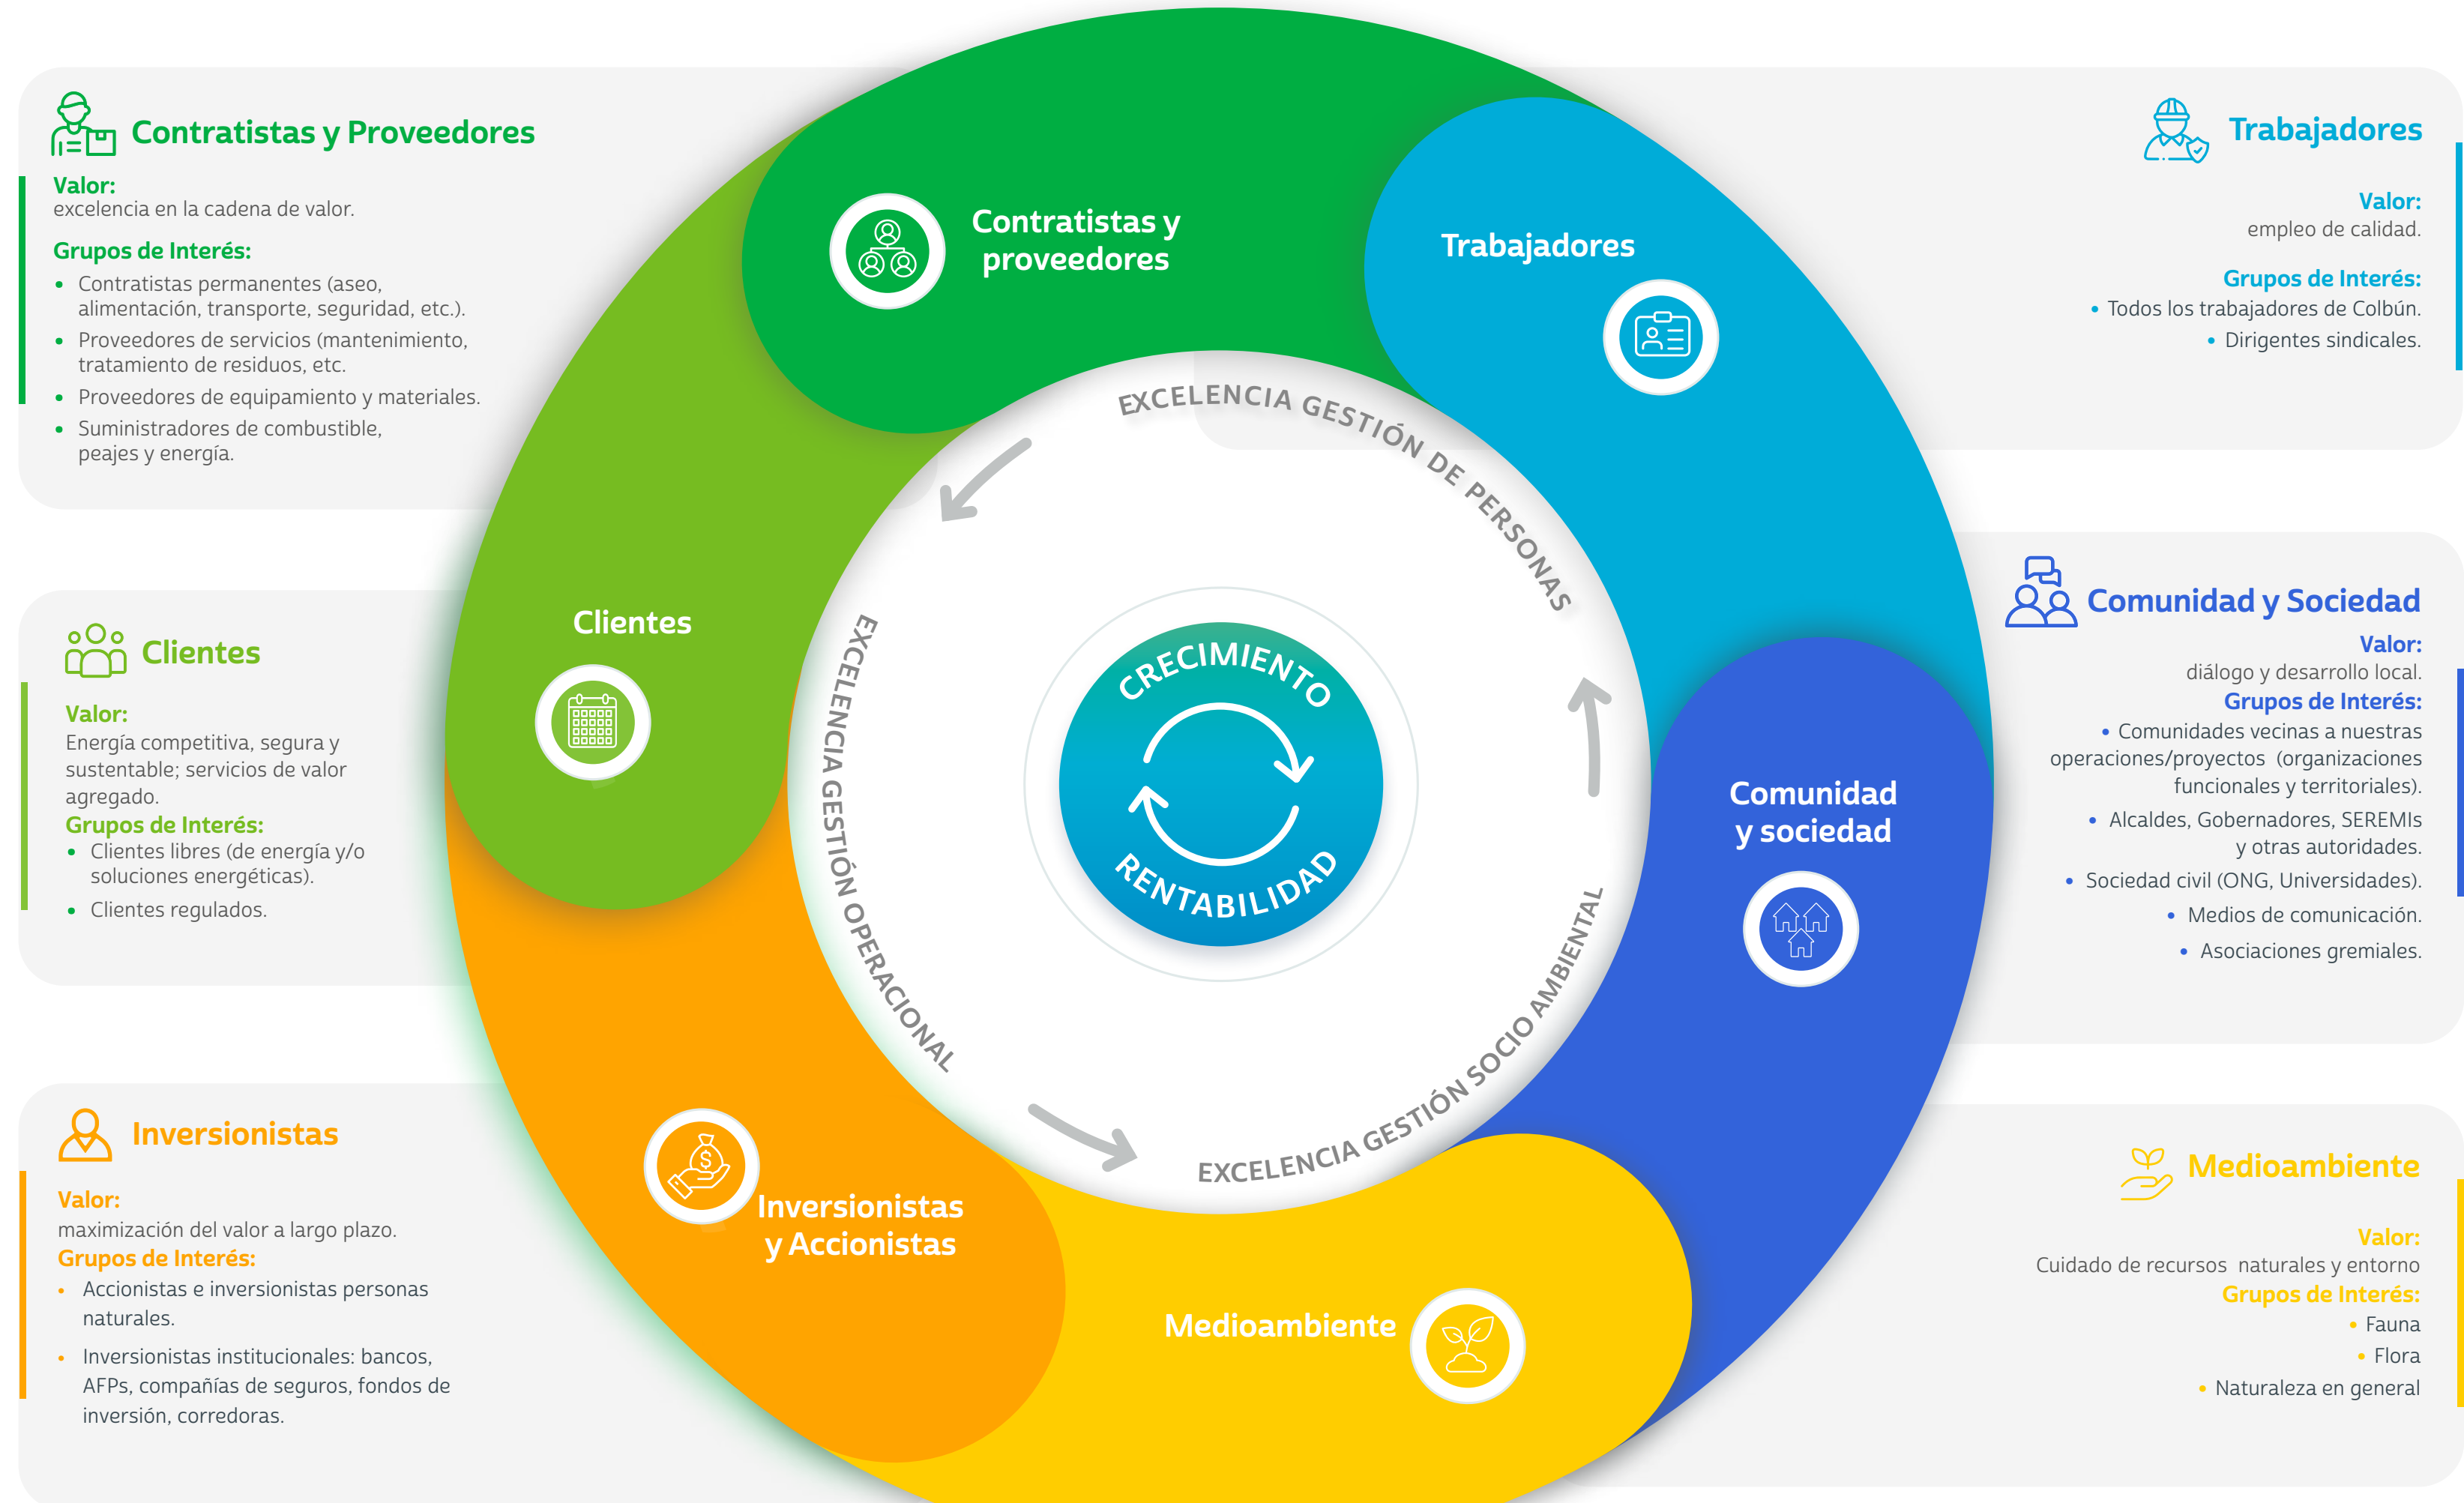 Contratistas y Proveedores
Valor:
excelencia en la cadena de valor.
Grupos de Interés:
• Contratistas permanentes (aseo,
alimentación, transporte, seguridad, etc.).
• Proveedores de servicios (mantenimiento,
tratamiento de residuos, etc.
• Proveedores de equipamiento y materiales.
• Suministradores de combustible,
peajes y energía.
Clientes
Valor:
Energía competitiva, segura y
sustentable; servicios de valor
agregado.
Grupos de Interés:
• Clientes libres (de energía y/o
soluciones energéticas).
• Clientes regulados.
Inversionistas
Valor:
maximización del valor a largo plazo.
Grupos de Interés:
• Accionistas e inversionistas personas
naturales.
• Inversionistas institucionales: bancos,
AFPs, compañías de seguros, fondos de
inversión, corredoras.
Contratistas y
proveedores
Trabajadores
Clientes
Comunidad
y sociedad
Inversionistas
y Accionistas
$
Medioambiente
EXCELENCIA GESTIÓN DE PERSONAS
EXCELENCIA GESTIÓN OPERACIONAL
EXCELENCIA GESTIÓN SOCIO AMBIENTAL
CRECIMIENTO
RENTABILIDAD
Trabajadores
Valor:
empleo de calidad.
Grupos de Interés:
• Todos los trabajadores de Colbún.
• Dirigentes sindicales.
Comunidad y Sociedad
Valor:
diálogo y desarrollo local.
Grupos de Interés:
• Comunidades vecinas a nuestras
operaciones/proyectos (organizaciones
funcionales y territoriales).
• Alcaldes, Gobernadores, SEREMIs
y otras autoridades.
• Sociedad civil (ONG, Universidades).
• Medios de comunicación.
• Asociaciones gremiales.
Medioambiente
Valor:
Cuidado de recursos naturales y entorno
Grupos de Interés:
• Fauna
• Flora
• Naturaleza en general